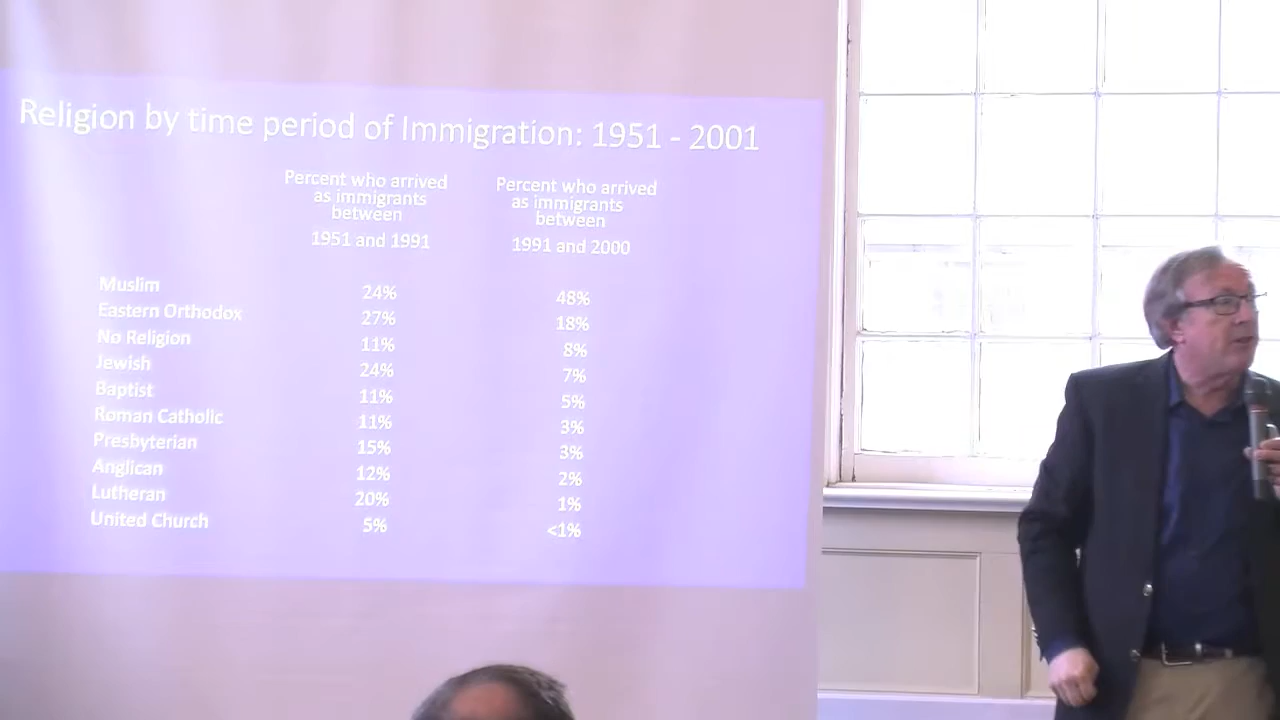 Religion by time period of Immigration: 1951 - 2001
Percent who arrived
as immigrants
between
1951 and 1991
Percent who arrived
as immigrants
between
1991 and 2000
Muslim 24% 48%
Eastern Orthodox 27% 18%
No Religion 11% 8%
Jewish 24% 7%
Baptist 11% 5%
Roman Catholic 11% 3%
Presbyterian 15% 3%
Anglican 12% 2%
Lutheran 20% 1%
United Church 5% <1%